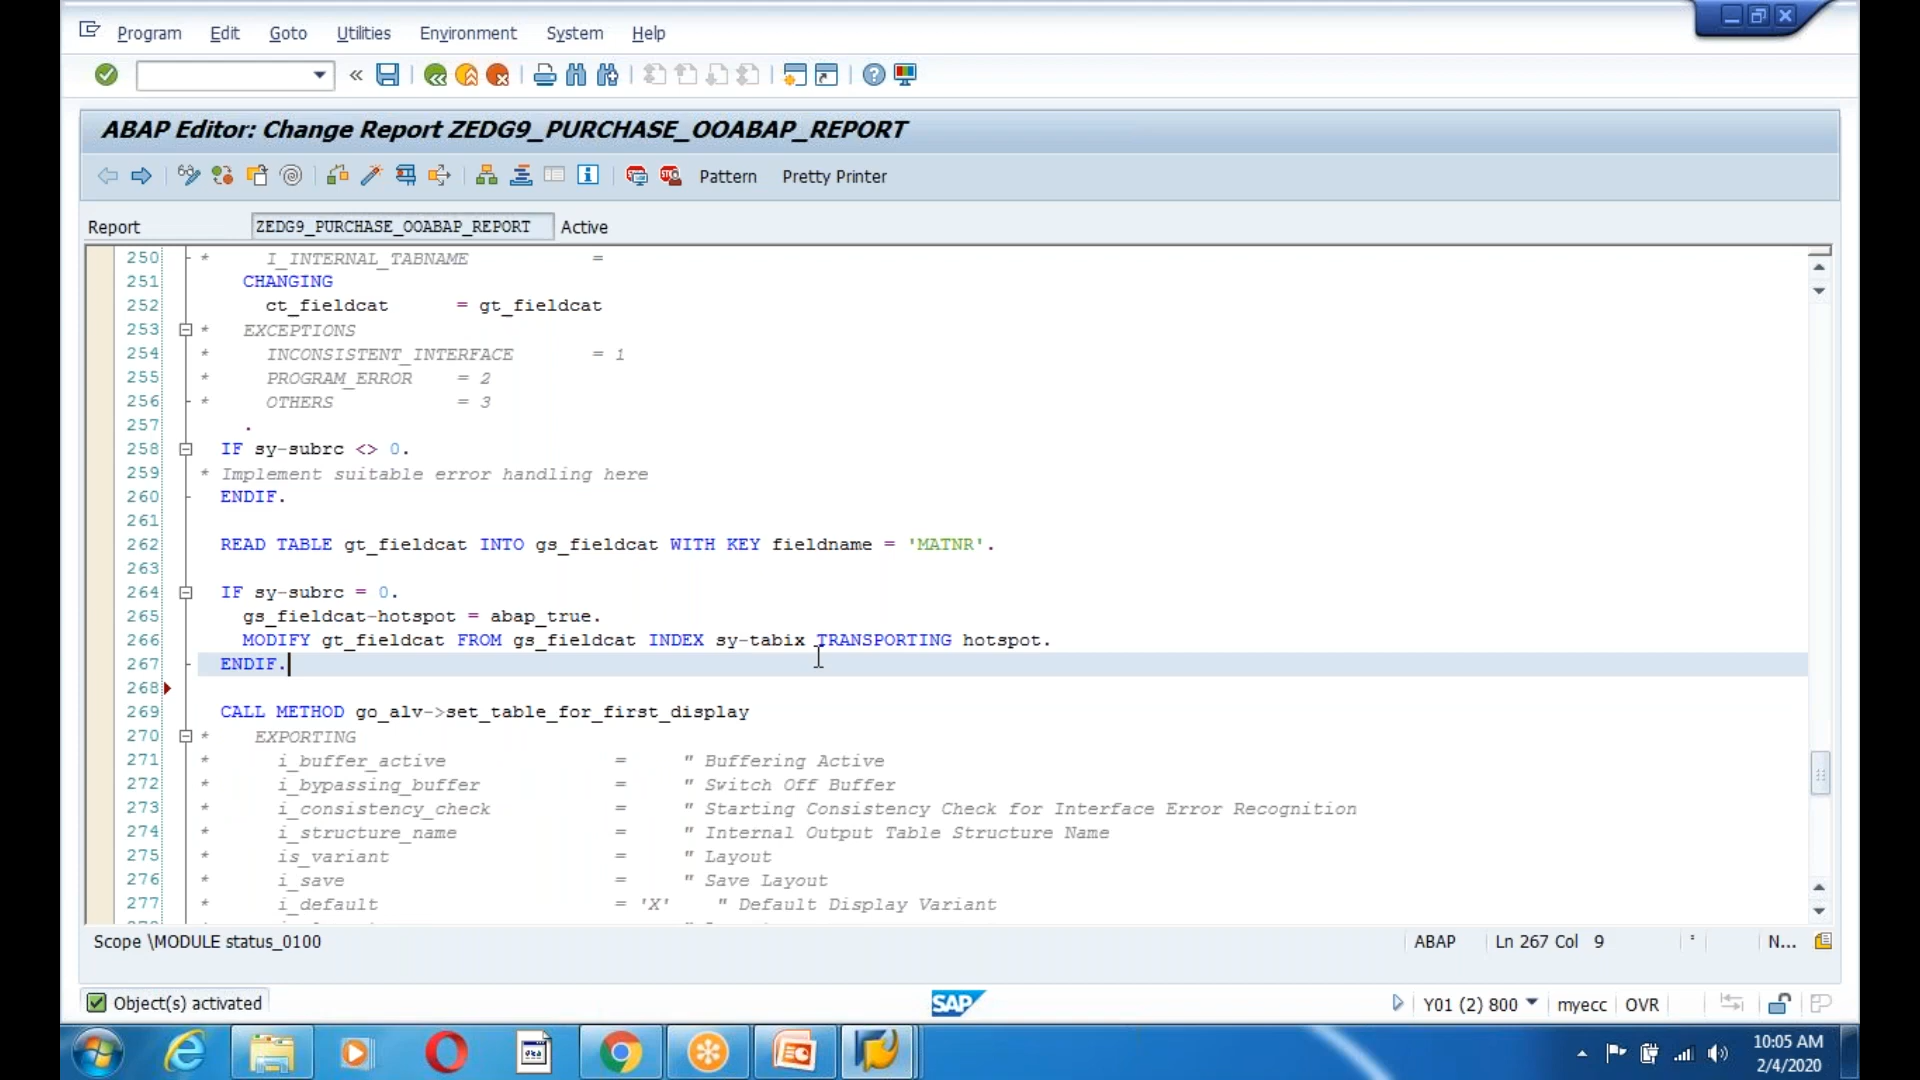 Program Edit Goto Utilities Environment System Help
ABAP Editor: Change Report ZEDG9_PURCHASE_OOABAP_REPORT
Pattern Pretty Printer
Report ZEDG9_PURCHASE_OOABAP_REPORT Active
250 * I_INTERNAL_TABNAME =
251 CHANGING
252 ct_fieldcat = gt_fieldcat
253 * EXCEPTIONS
254 * INCONSISTENT_INTERFACE = 1
255 * PROGRAM_ERROR = 2
256 * OTHERS = 3
257 .
258 IF sy-subrc <> 0.
259 * Implement suitable error handling here
260 ENDIF.
261
262 READ TABLE gt_fieldcat INTO gs_fieldcat WITH KEY fieldname = 'MATNR'.
263
264 IF sy-subrc = 0.
265 gs_fieldcat-hotspot = abap_true.
266 MODIFY gt_fieldcat FROM gs_fieldcat INDEX sy-tabix TRANSPORTING hotspot.
267 ENDIF.
268
269 CALL METHOD go_alv->set_table_for_first_display
270 * EXPORTING
271 * i_buffer_active = " Buffering Active
272 * i_bypassing_buffer = " Switch Off Buffer
273 * i_consistency_check = " Starting Consistency Check for Interface Error Recognition
274 * i_structure_name = " Internal Output Table Structure Name
275 * is_variant = " Layout
276 * i_save = " Save Layout
277 * i_default = 'X' " Default Display Variant
Scope \MODULE status_0100 ABAP Ln 267 Col 9 N...
Object(s) activated SAP Y01 (2) 800 myecc OVR
10:05 AM
2/4/2020